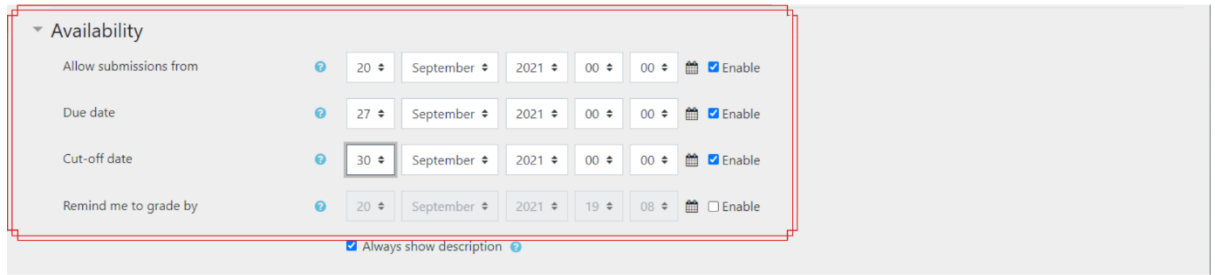 Availability
Allow submissions from 20 September 2021 00 00 Enable
Due date 27 September 2021 00 00 Enable
Cut-off date 30 September 2021 00 00 Enable
Remind me to grade by 20 September 2021 19 08 Enable
Always show description